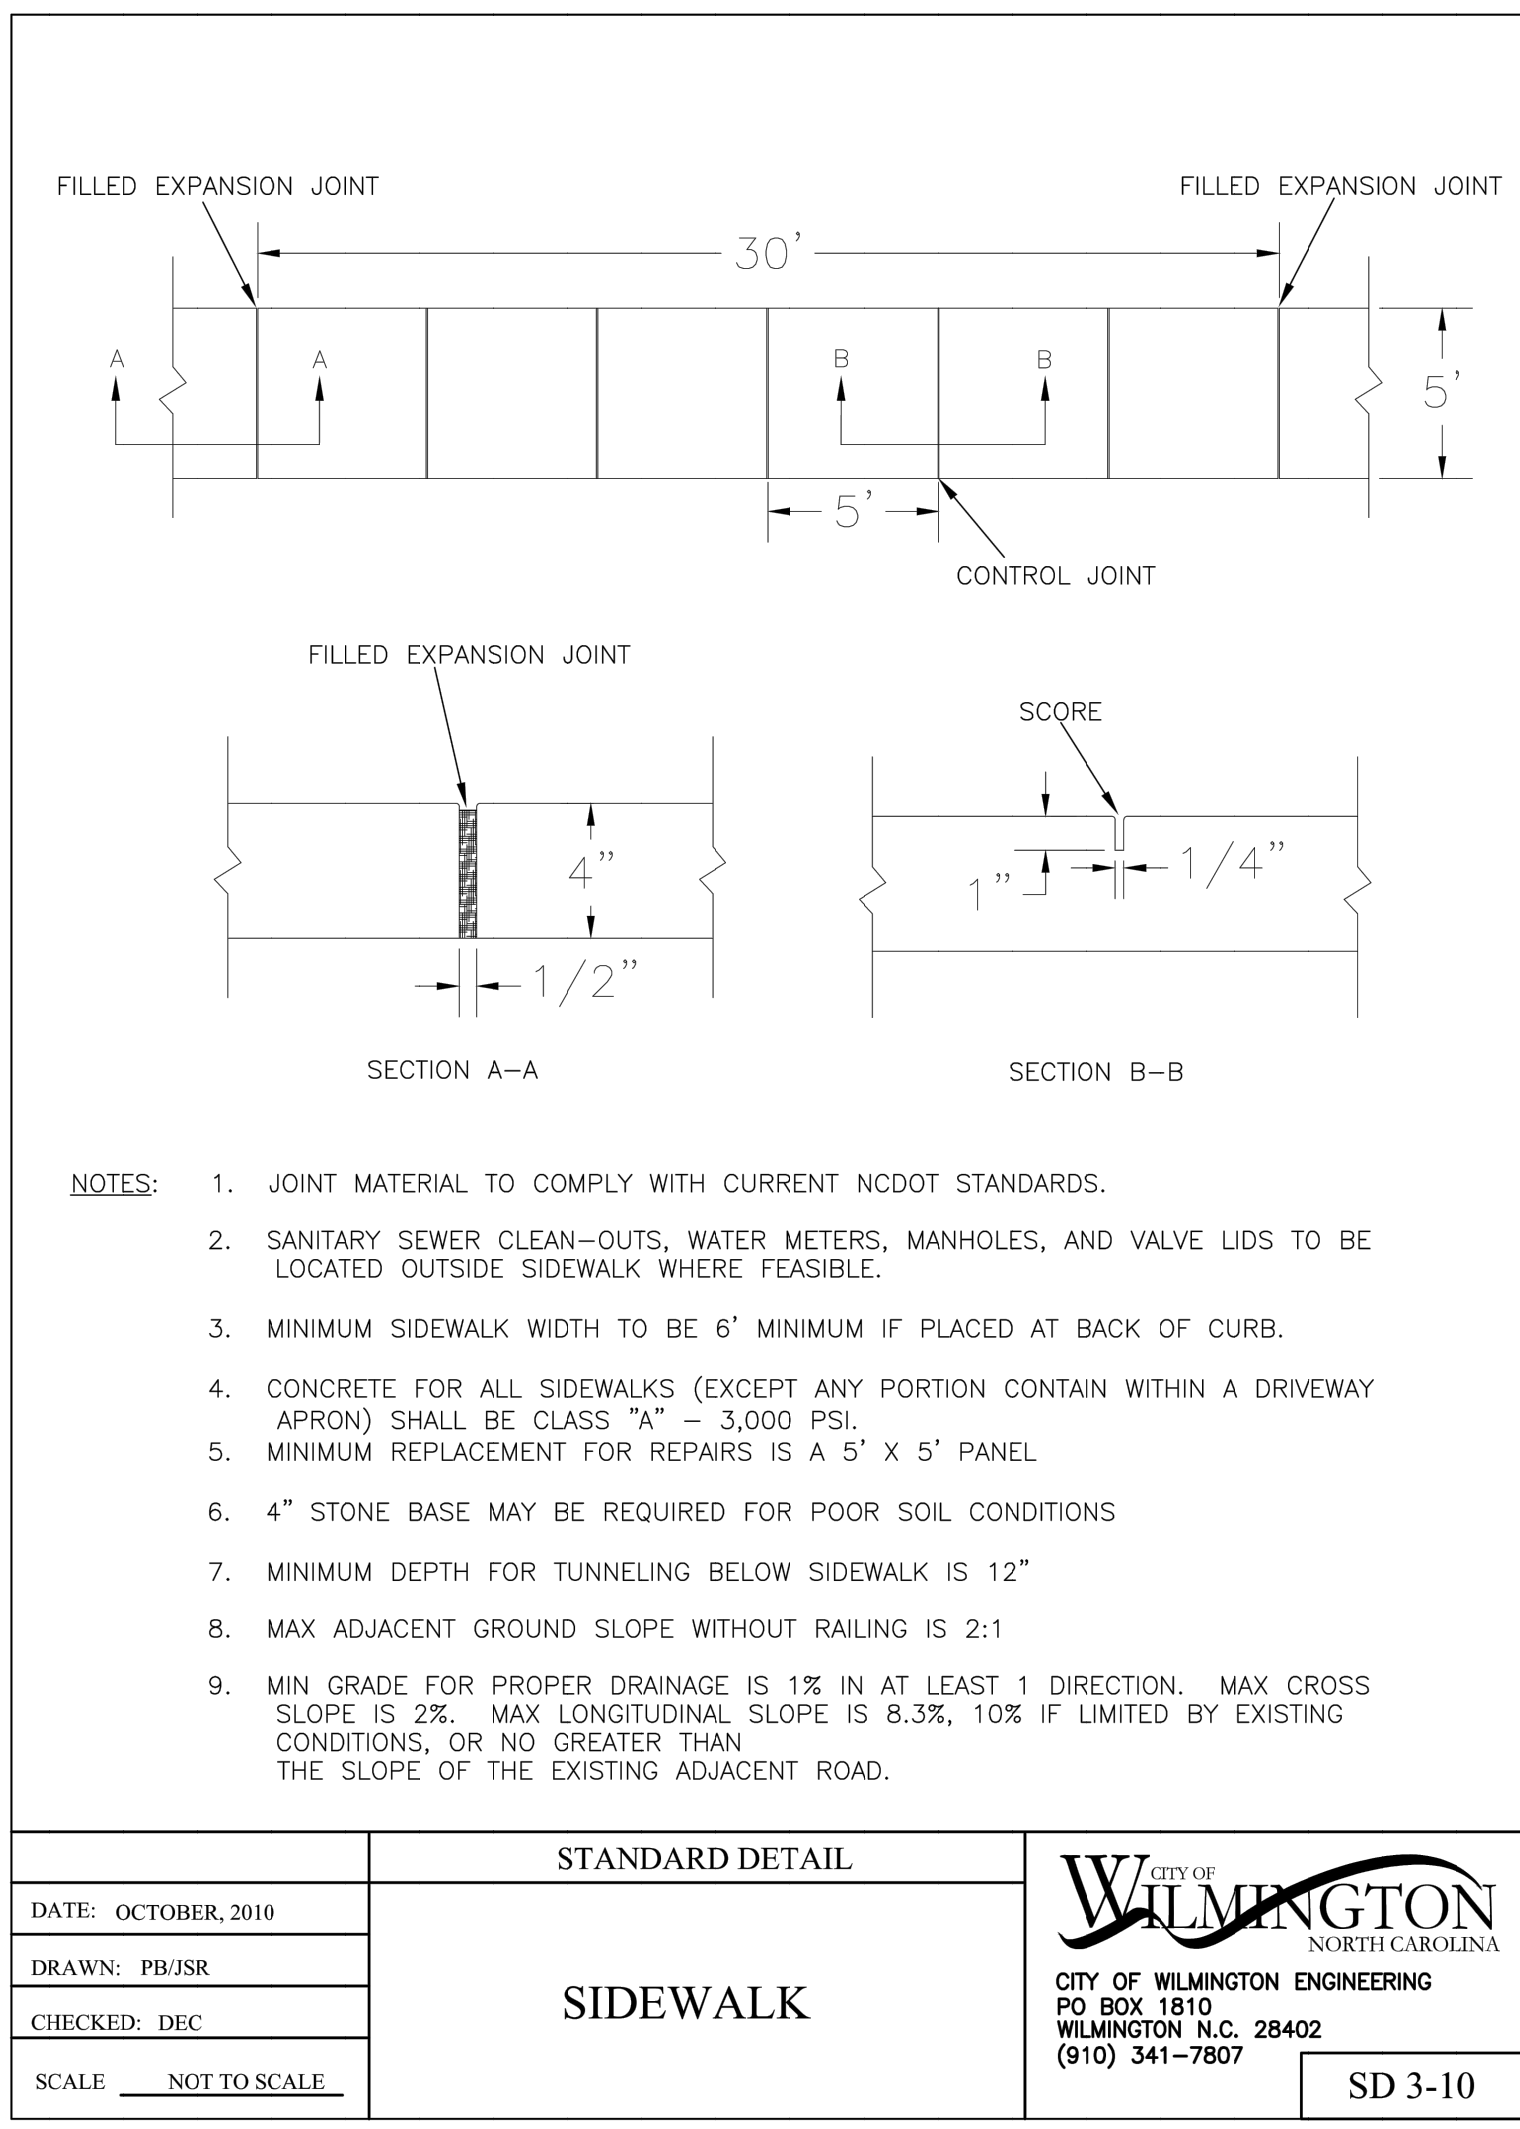 FILLED EXPANSION JOINT
FILLED EXPANSION JOINT
30'
A
A
B
B
5'
5'
CONTROL JOINT
FILLED EXPANSION JOINT
SCORE
4"
1/4"
1"
1/2"
SECTION A-A
SECTION B-B
NOTES:
1. JOINT MATERIAL TO COMPLY WITH CURRENT NCDOT STANDARDS.
2. SANITARY SEWER CLEAN-OUTS, WATER METERS, MANHOLES, AND VALVE LIDS TO BE
LOCATED OUTSIDE SIDEWALK WHERE FEASIBLE.
3. MINIMUM SIDEWALK WIDTH TO BE 6' MINIMUM IF PLACED AT BACK OF CURB.
4. CONCRETE FOR ALL SIDEWALKS (EXCEPT ANY PORTION CONTAIN WITHIN A DRIVEWAY
APRON) SHALL BE CLASS "A" – 3,000 PSI.
5. MINIMUM REPLACEMENT FOR REPAIRS IS A 5' X 5' PANEL
6. 4" STONE BASE MAY BE REQUIRED FOR POOR SOIL CONDITIONS
7. MINIMUM DEPTH FOR TUNNELING BELOW SIDEWALK IS 12"
8. MAX ADJACENT GROUND SLOPE WITHOUT RAILING IS 2:1
9. MIN GRADE FOR PROPER DRAINAGE IS 1% IN AT LEAST 1 DIRECTION. MAX CROSS
SLOPE IS 2%. MAX LONGITUDINAL SLOPE IS 8.3%, 10% IF LIMITED BY EXISTING
CONDITIONS, OR NO GREATER THAN
THE SLOPE OF THE EXISTING ADJACENT ROAD.
STANDARD DETAIL
DATE: OCTOBER, 2010
DRAWN: PB/JSR
CHECKED: DEC
SCALE NOT TO SCALE
SIDEWALK
CITY OF
WILMINGTON
NORTH CAROLINA
CITY OF WILMINGTON ENGINEERING
PO BOX 1810
WILMINGTON N.C. 28402
(910) 341-7807
SD 3-10